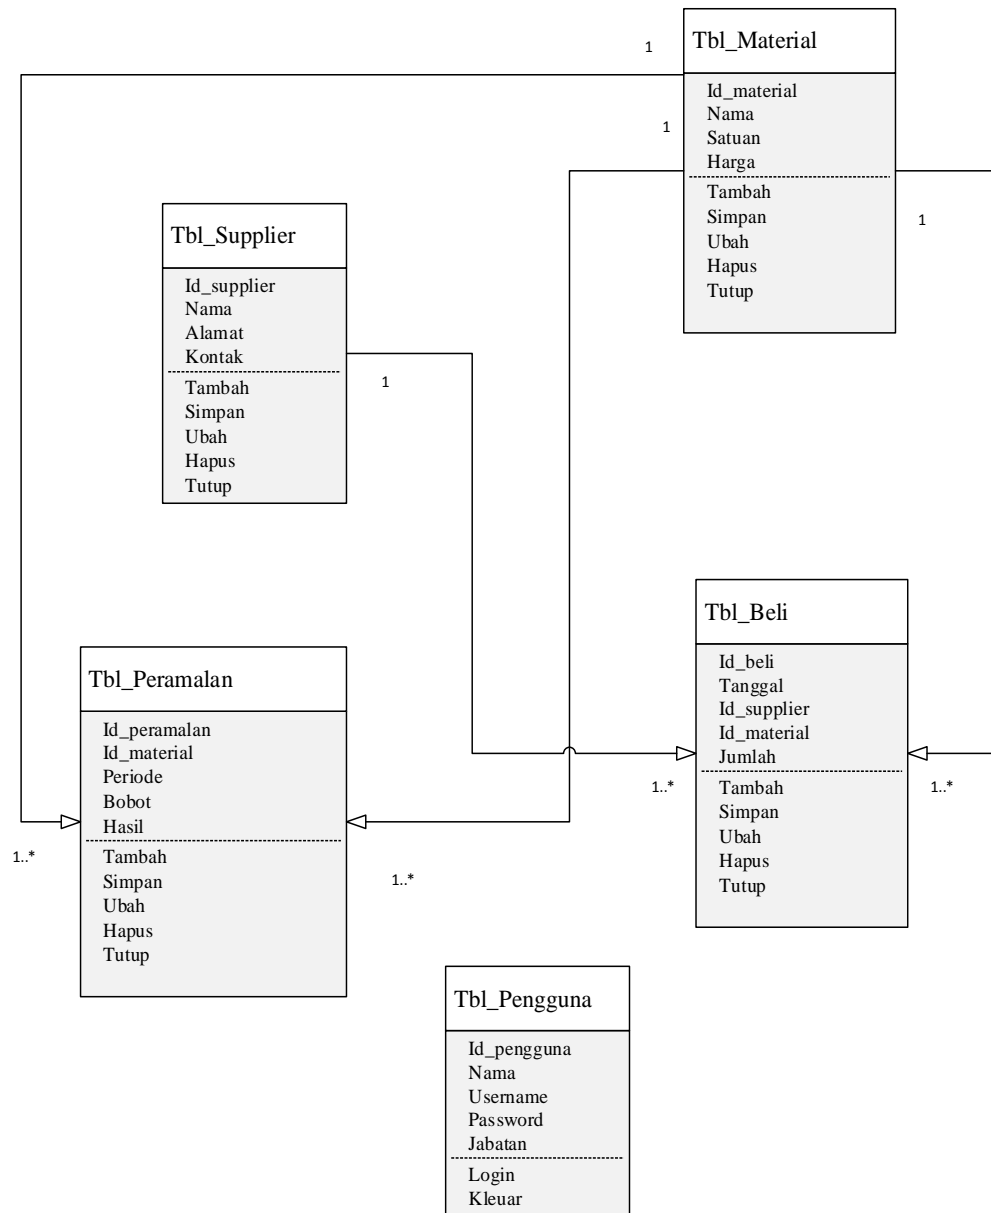 1
Tbl_Material
Id_material
Nama
Satuan
Harga
Tambah
Simpan
Ubah
Hapus
Tutup
1
1
Tbl_Supplier
Id_supplier
Nama
Alamat
Kontak
Tambah
Simpan
Ubah
Hapus
Tutup
1
Tbl_Peramalan
Id_peramalan
Id_material
Periode
Bobot
Hasil
Tambah
Simpan
Ubah
Hapus
Tutup
1..*
1..*
Tbl_Beli
Id_beli
Tanggal
Id_supplier
Id_material
Jumlah
Tambah
Simpan
Ubah
Hapus
Tutup
1..*
1..*
Tbl_Pengguna
Id_pengguna
Nama
Username
Password
Jabatan
Login
Kleuar